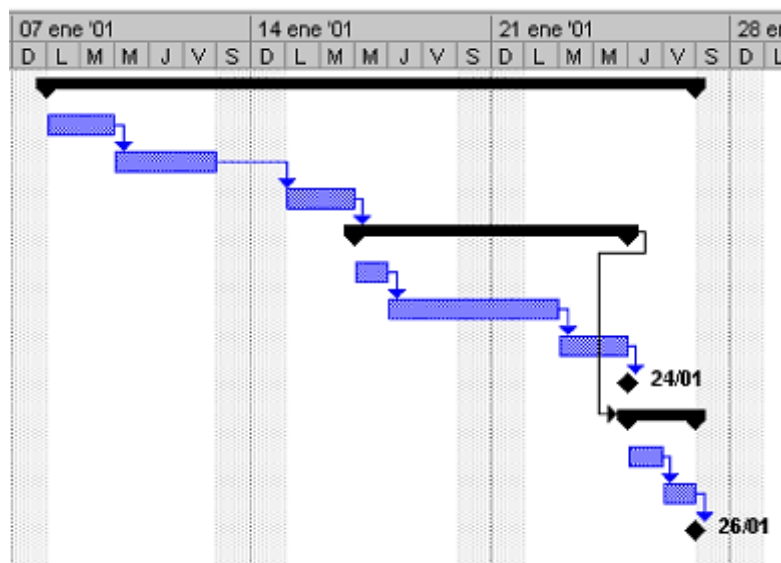 07 ene '01 14 ene '01 21 ene '01 28 e
D L M M J V S D L M M J V S D L M M J V S D L
24/01
26/01